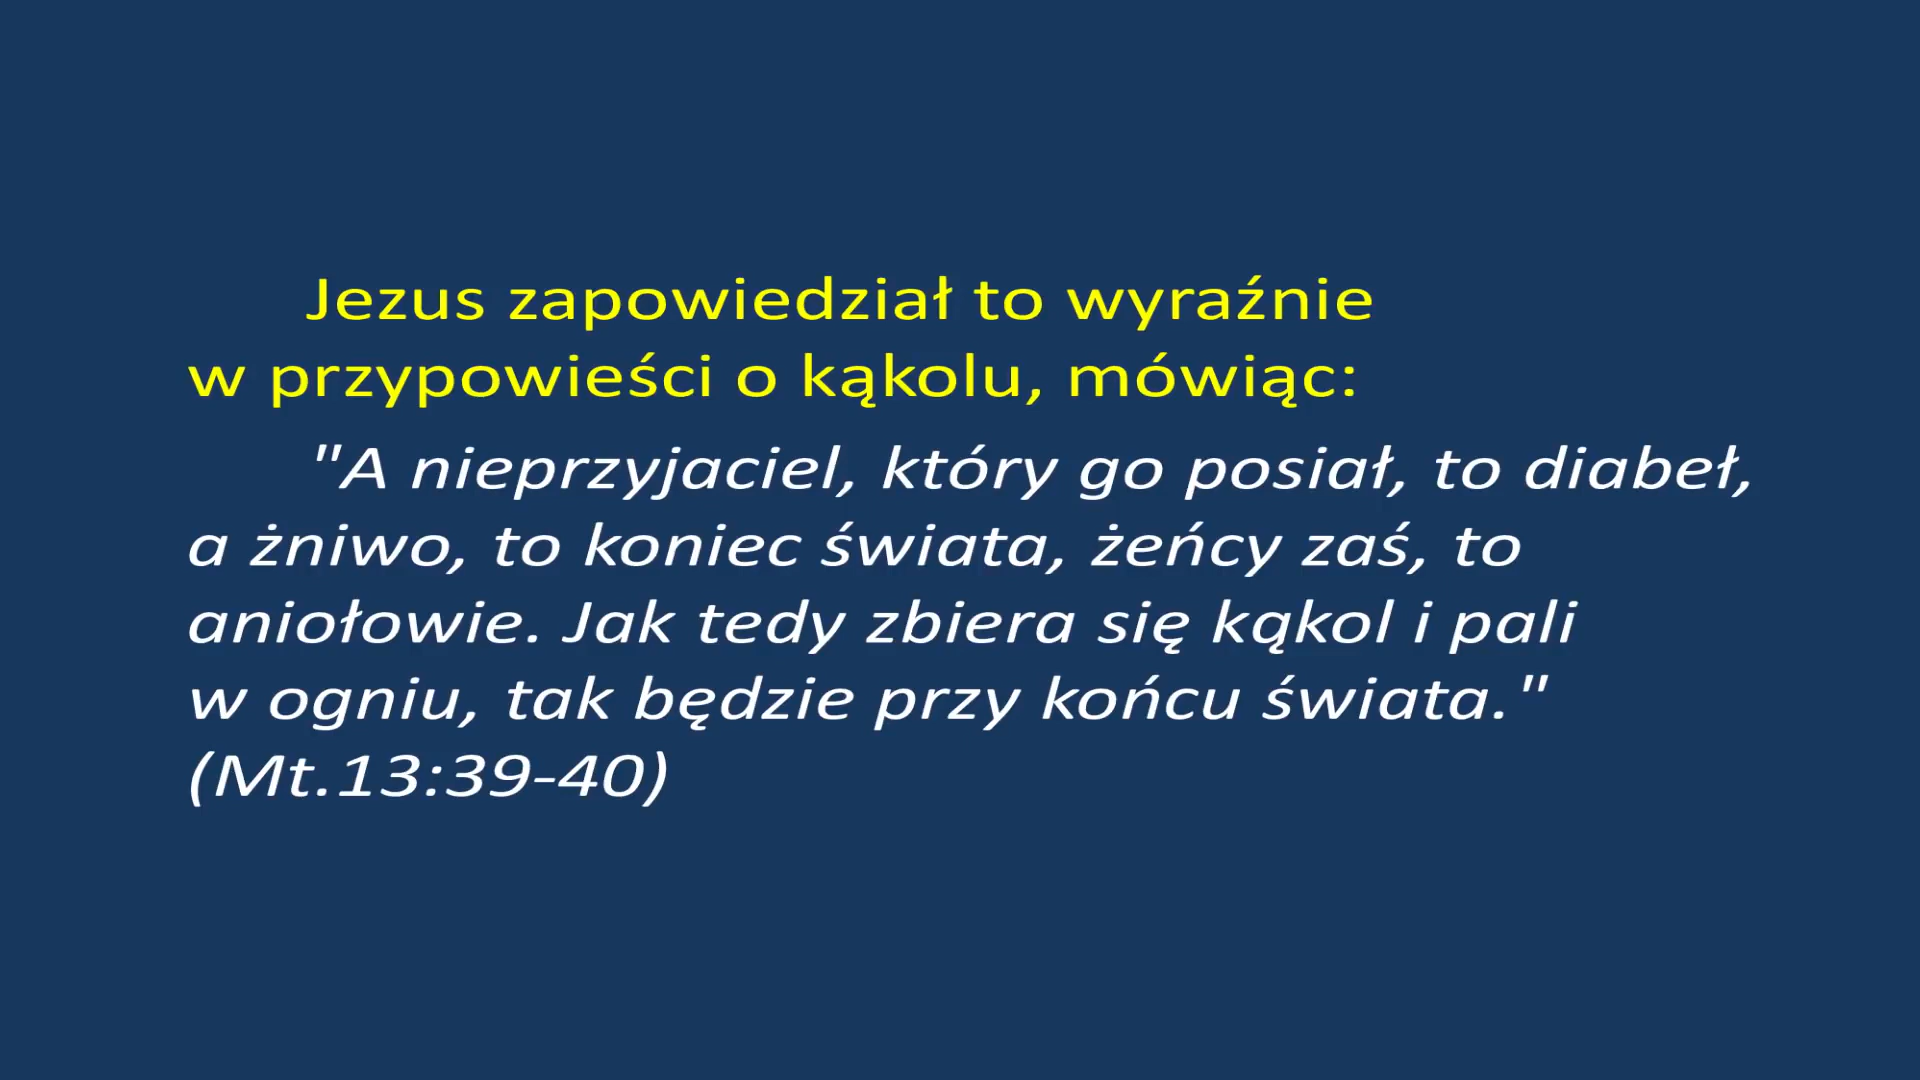 Jezus zapowiedział to wyraźnie
w przypowieści o kąkolu, mówiąc:
"A nieprzyjaciel, który go posiał, to diabeł,
a żniwo, to koniec świata, żeńcy zaś, to
aniołowie. Jak tedy zbiera się kąkol i pali
w ogniu, tak będzie przy końcu świata."
(Mt.13:39-40)